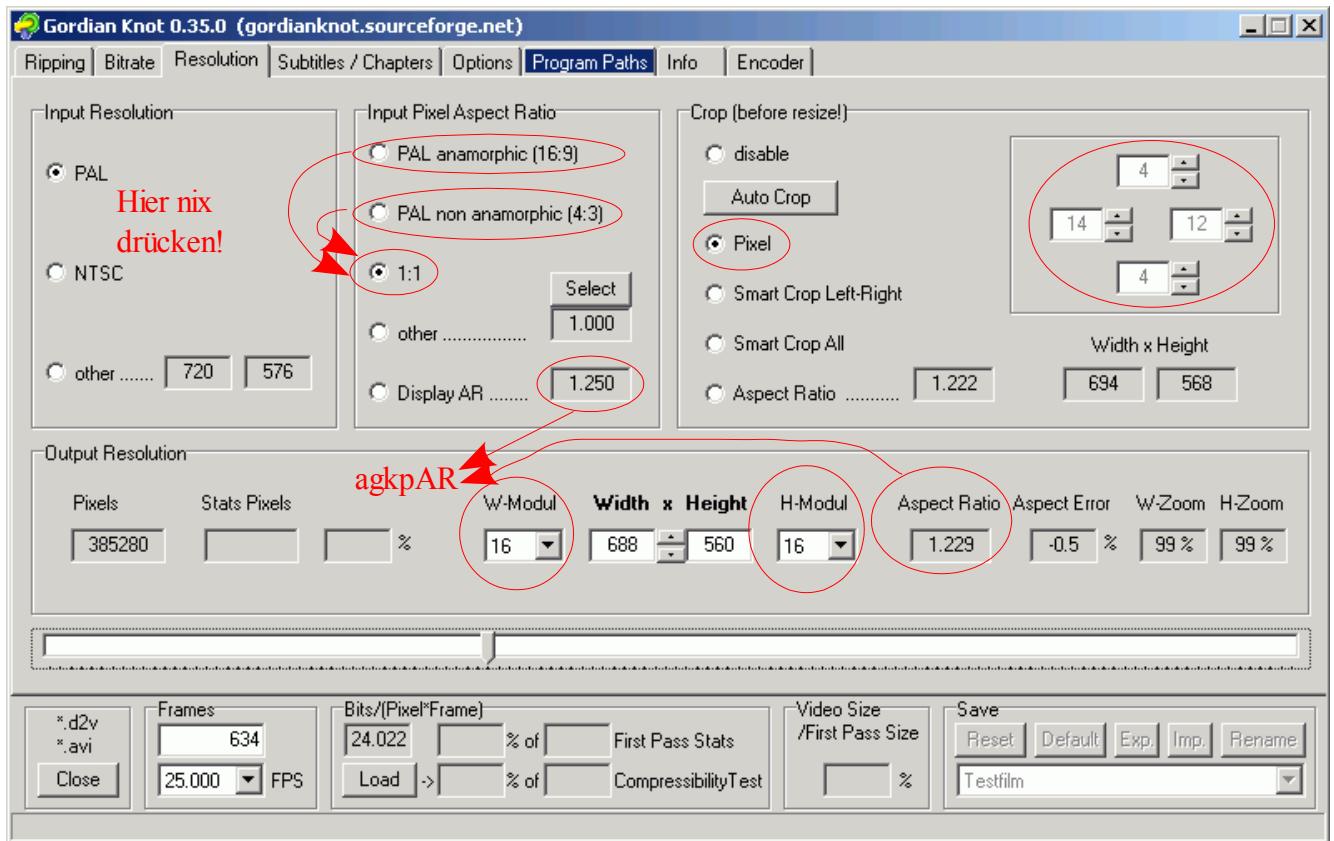 Gordian Knot 0.35.0 (gordianknot.sourceforge.net)
Ripping Bitrate Resolution Subtitles / Chapters Options Program Paths Info Encoder
Input Resolution
PAL
Hier nix
drücken!
NTSC
other ....... 720 576
Input Pixel Aspect Ratio
PAL anamorphic (16:9)
PAL non anamorphic (4:3)
1:1
Select
other ................. 1.000
Display AR ........ 1.250
Crop (before resize!)
disable
Auto Crop
Pixel
Smart Crop Left-Right
Smart Crop All
Aspect Ratio ........... 1.222
4
14 12
4
Width x Height
694 568
agkpAR
Output Resolution
Pixels Stats Pixels W-Modul Width x Height H-Modul Aspect Ratio Aspect Error W-Zoom H-Zoom
385280 % 16 688 560 16 1.229 -0.5 % 99 % 99 %
*.d2v
*.avi
Close
Frames
634
25.000 FPS
Bits/(Pixel*Frame)
24.022 % of First Pass Stats
Load -> % of CompressibilityTest
Video Size
/First Pass Size
%
Save
Reset Default Exp. Imp. Rename
Testfilm